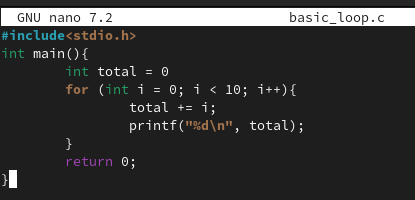 GNU nano 7.2 basic_loop.c
#include<stdio.h>
int main(){
        int total = 0
        for (int i = 0; i < 10; i++){
                total += i;
                printf("%d\n", total);
        }
        return 0;
}